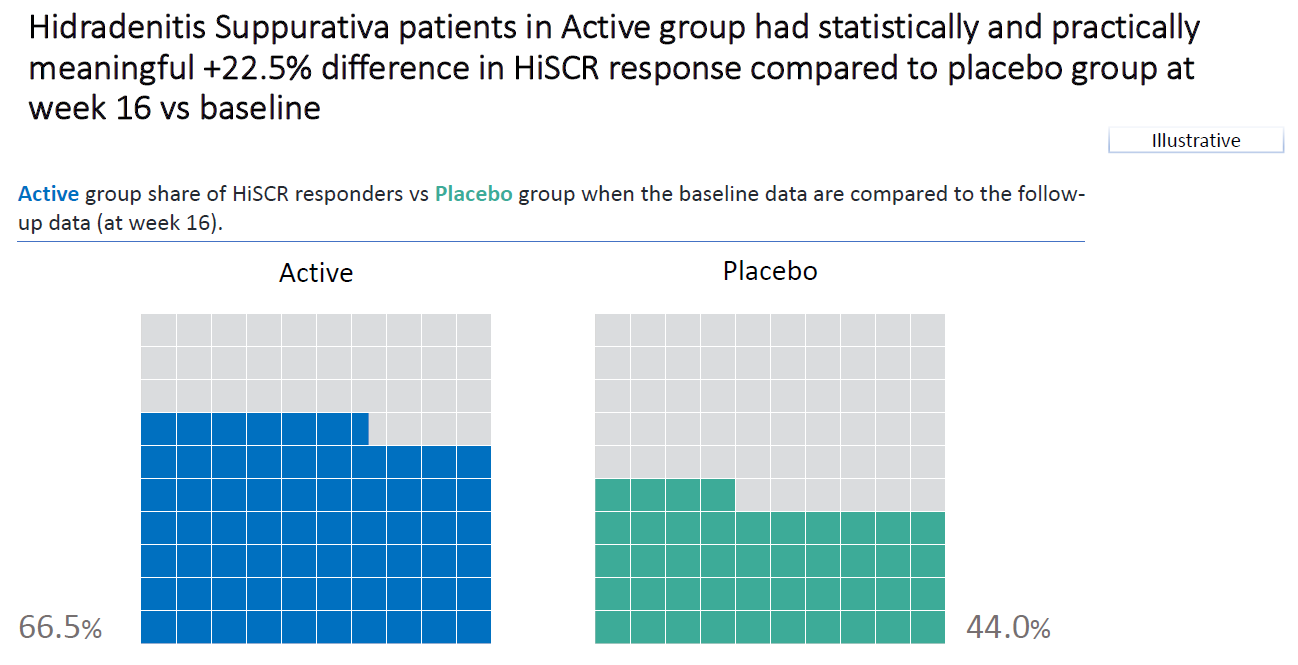 Hidradenitis Suppurativa patients in Active group had statistically and practically
meaningful +22.5% difference in HiSCR response compared to placebo group at
week 16 vs baseline
Illustrative
Active group share of HiSCR responders vs Placebo group when the baseline data are compared to the follow-
up data (at week 16).
Active
Placebo
66.5%
44.0%